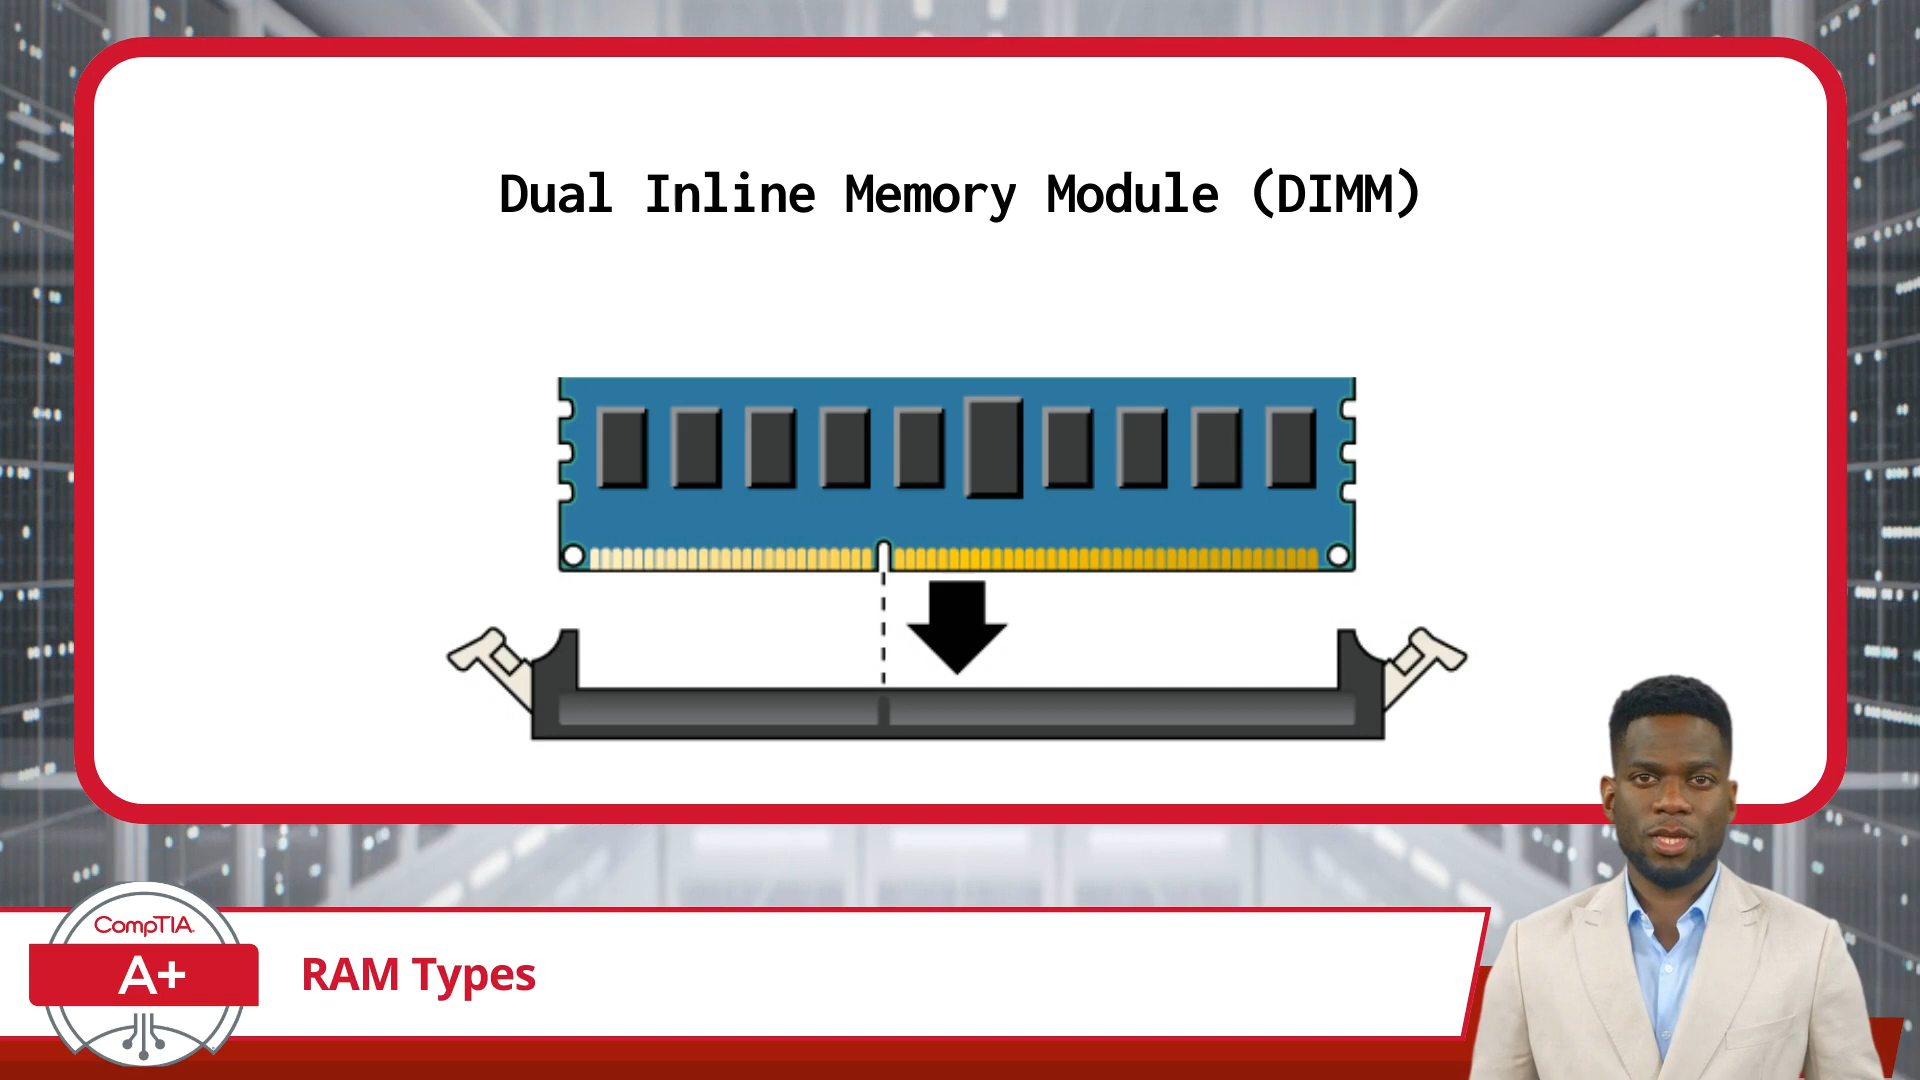 Dual Inline Memory Module (DIMM)
CompTIA.
A+
RAM Types